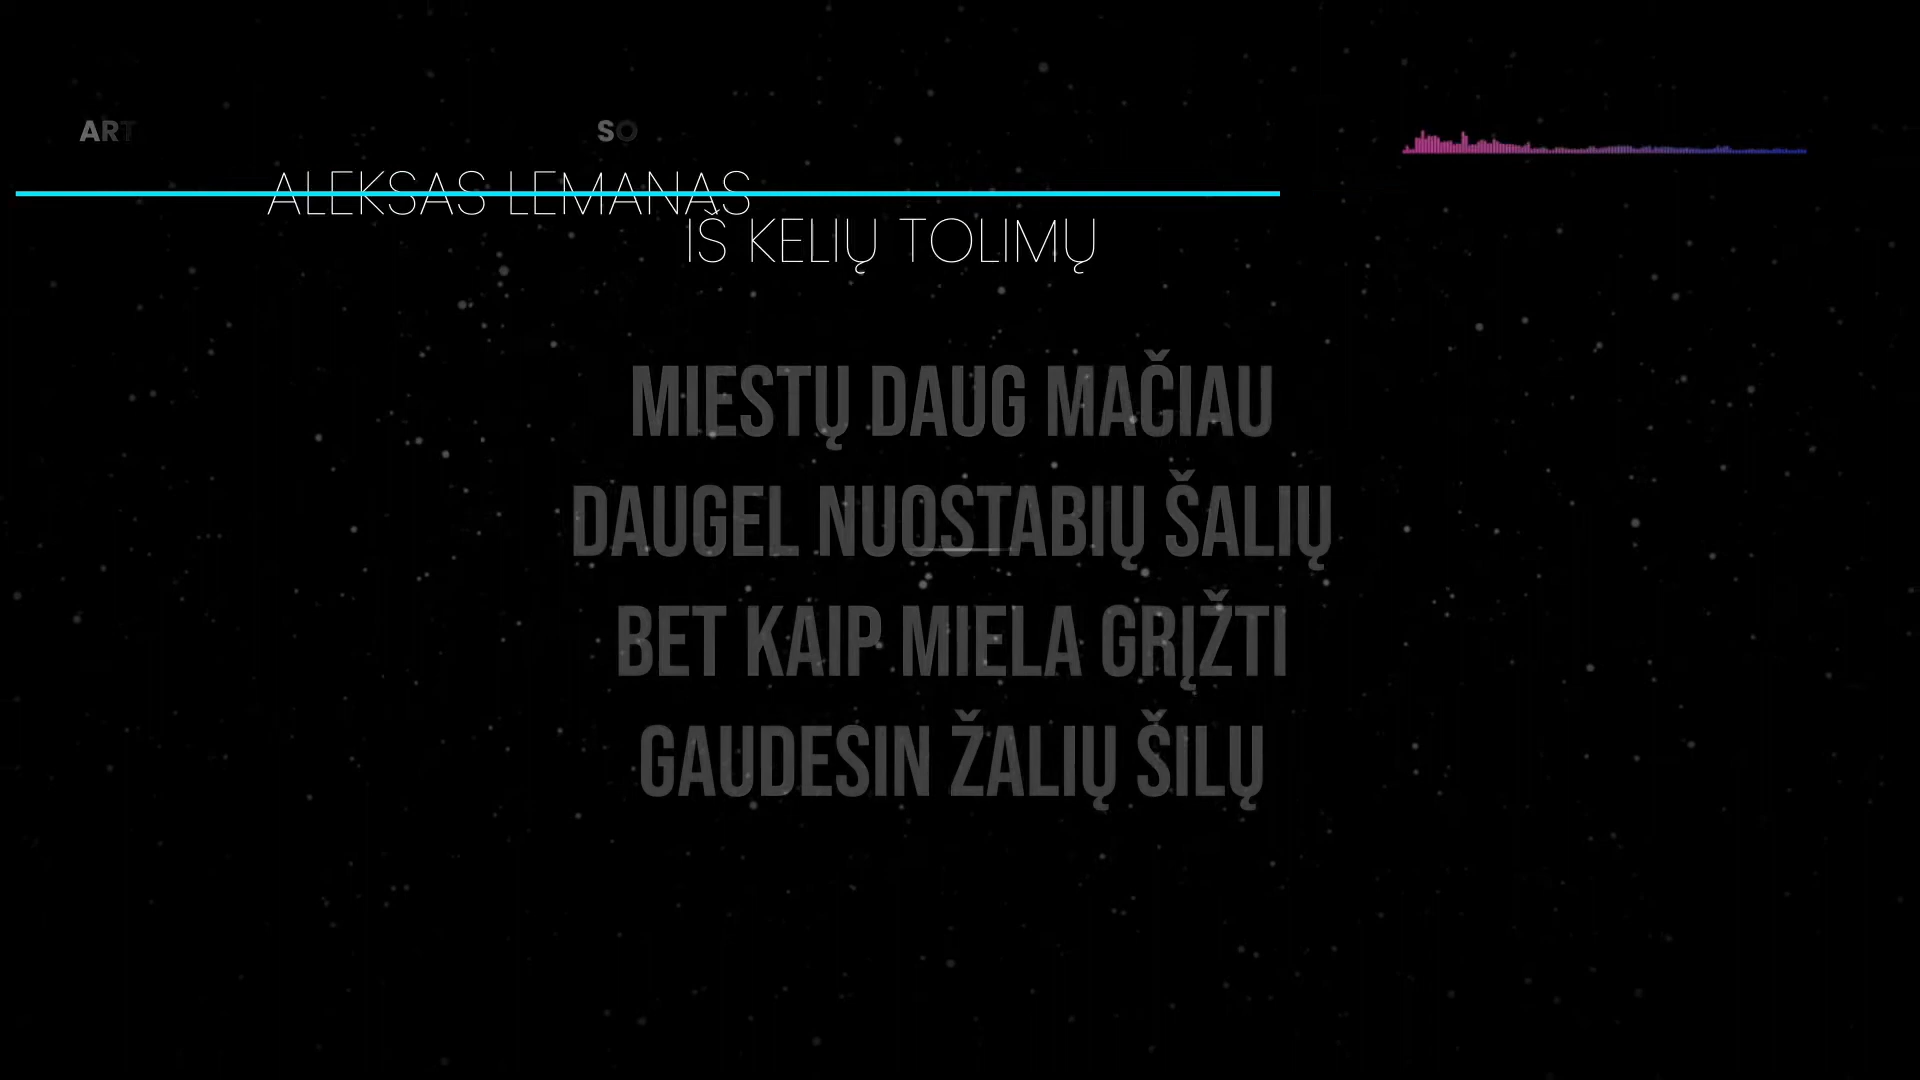 ART
SO
ALEKSAS LEMANAS
IŠ KELIŲ TOLIMŲ
MIESTŲ DAUG MAČIAU
DAUGEL NUOSTABIŲ ŠALIŲ
BET KAIP MIELA GRĮŽTI
GAUDESIN ŽALIŲ ŠILŲ